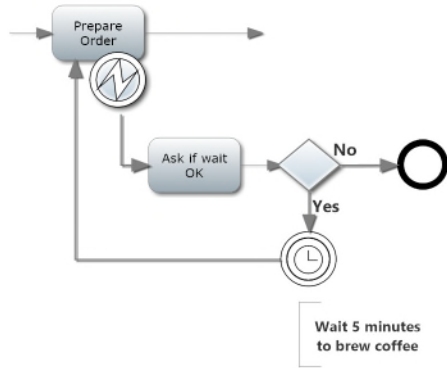 Prepare
Order
Ask if wait
OK
No
Yes
Wait 5 minutes
to brew coffee